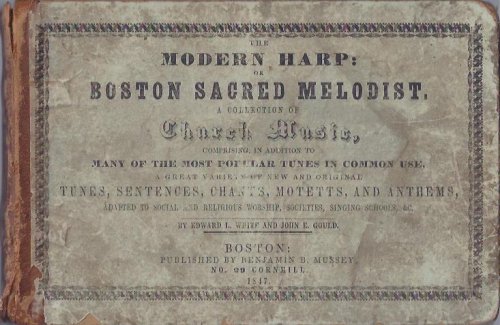 THE
MODERN HARP:
OR
BOSTON SACRED MELODIST,
A COLLECTION OF
Church Music,
COMPRISING, IN ADDITION TO
MANY OF THE MOST POPULAR TUNES IN COMMON USE,
A GREAT VARIETY OF NEW AND ORIGINAL
TUNES, SENTENCES, CHANTS, MOTETTS, AND ANTHEMS,
ADAPTED TO SOCIAL AND RELIGIOUS WORSHIP, SOCIETIES, SINGING SCHOOLS, &C.
BY EDWARD L. WHITE AND JOHN E. GOULD.
BOSTON:
PUBLISHED BY BENJAMIN B. MUSSEY,
NO. 29 CORNHILL.
1847.